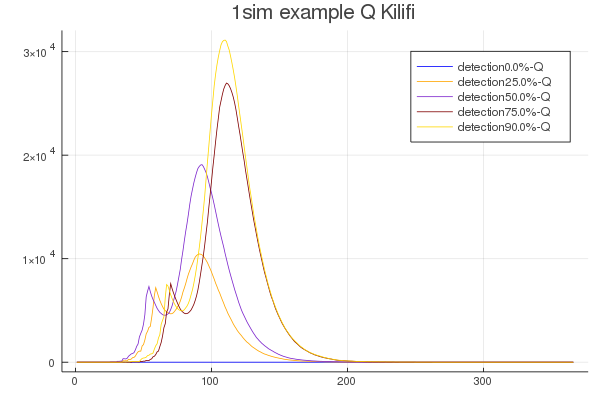 1sim example Q Kilifi
3× 10⁴
2× 10⁴
1× 10⁴
0
0
100
200
300
detection0.0%-Q
detection25.0%-Q
detection50.0%-Q
detection75.0%-Q
detection90.0%-Q